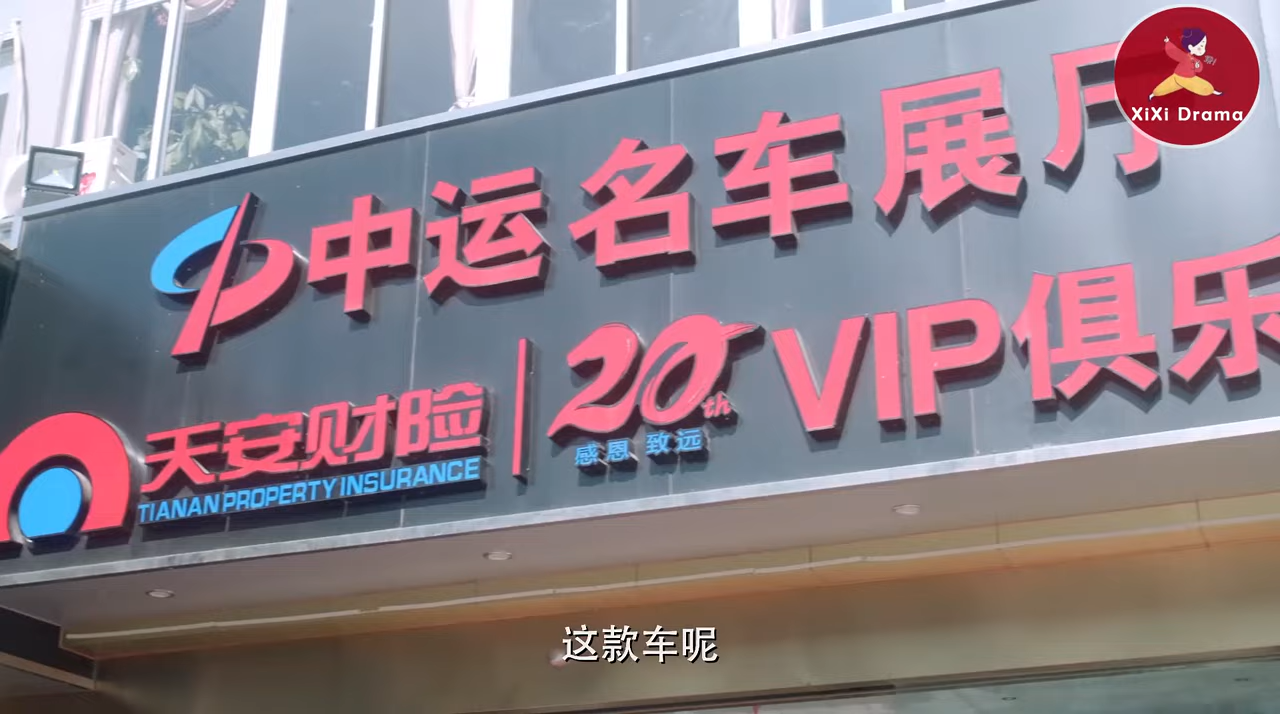 XiXi Drama
中运名车展厅
天安财险
TIANAN PROPERTY INSURANCE
20th
感恩 致远
VIP俱乐
这款车呢